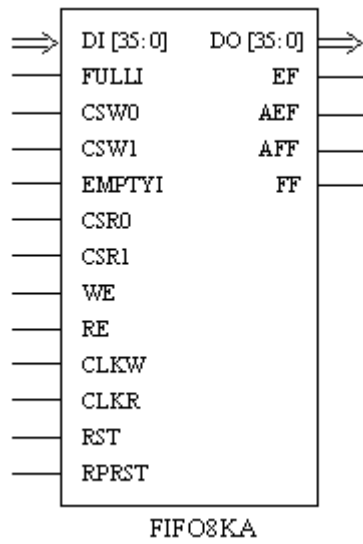 DI [35:0] DO [35:0]
FULLI EF
CSW0 AEF
CSW1 AFF
EMPTYI FF
CSR0
CSR1
WE
RE
CLKW
CLKR
RST
RPRST
FIFO8KA